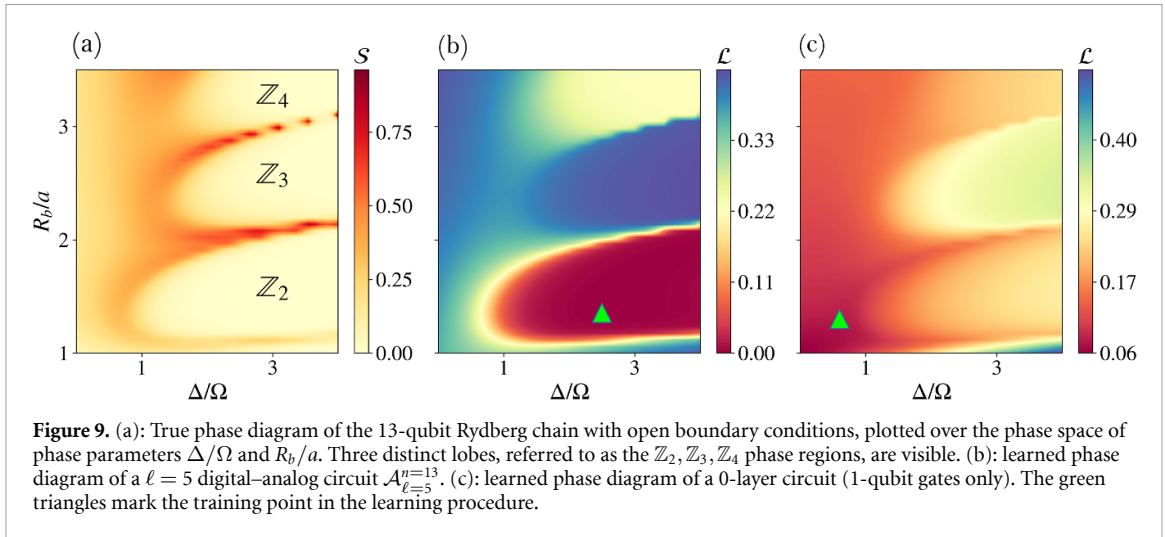 (a)
S
ℤ4
ℤ3
ℤ2
0.75
0.50
0.25
0.00
3
2
1
R_b/a
1 3
Δ/Ω
(b)
ℒ
0.33
0.22
0.11
0.00
1 3
Δ/Ω
(c)
ℒ
0.40
0.29
0.17
0.06
1 3
Δ/Ω
Figure 9. (a): True phase diagram of the 13-qubit Rydberg chain with open boundary conditions, plotted over the phase space of
phase parameters Δ/Ω and R_b/a. Three distinct lobes, referred to as the ℤ2, ℤ3, ℤ4 phase regions, are visible. (b): learned phase
diagram of a ℓ = 5 digital–analog circuit 𝒜^{n=13}_{ℓ=5}. (c): learned phase diagram of a 0-layer circuit (1-qubit gates only). The green
triangles mark the training point in the learning procedure.